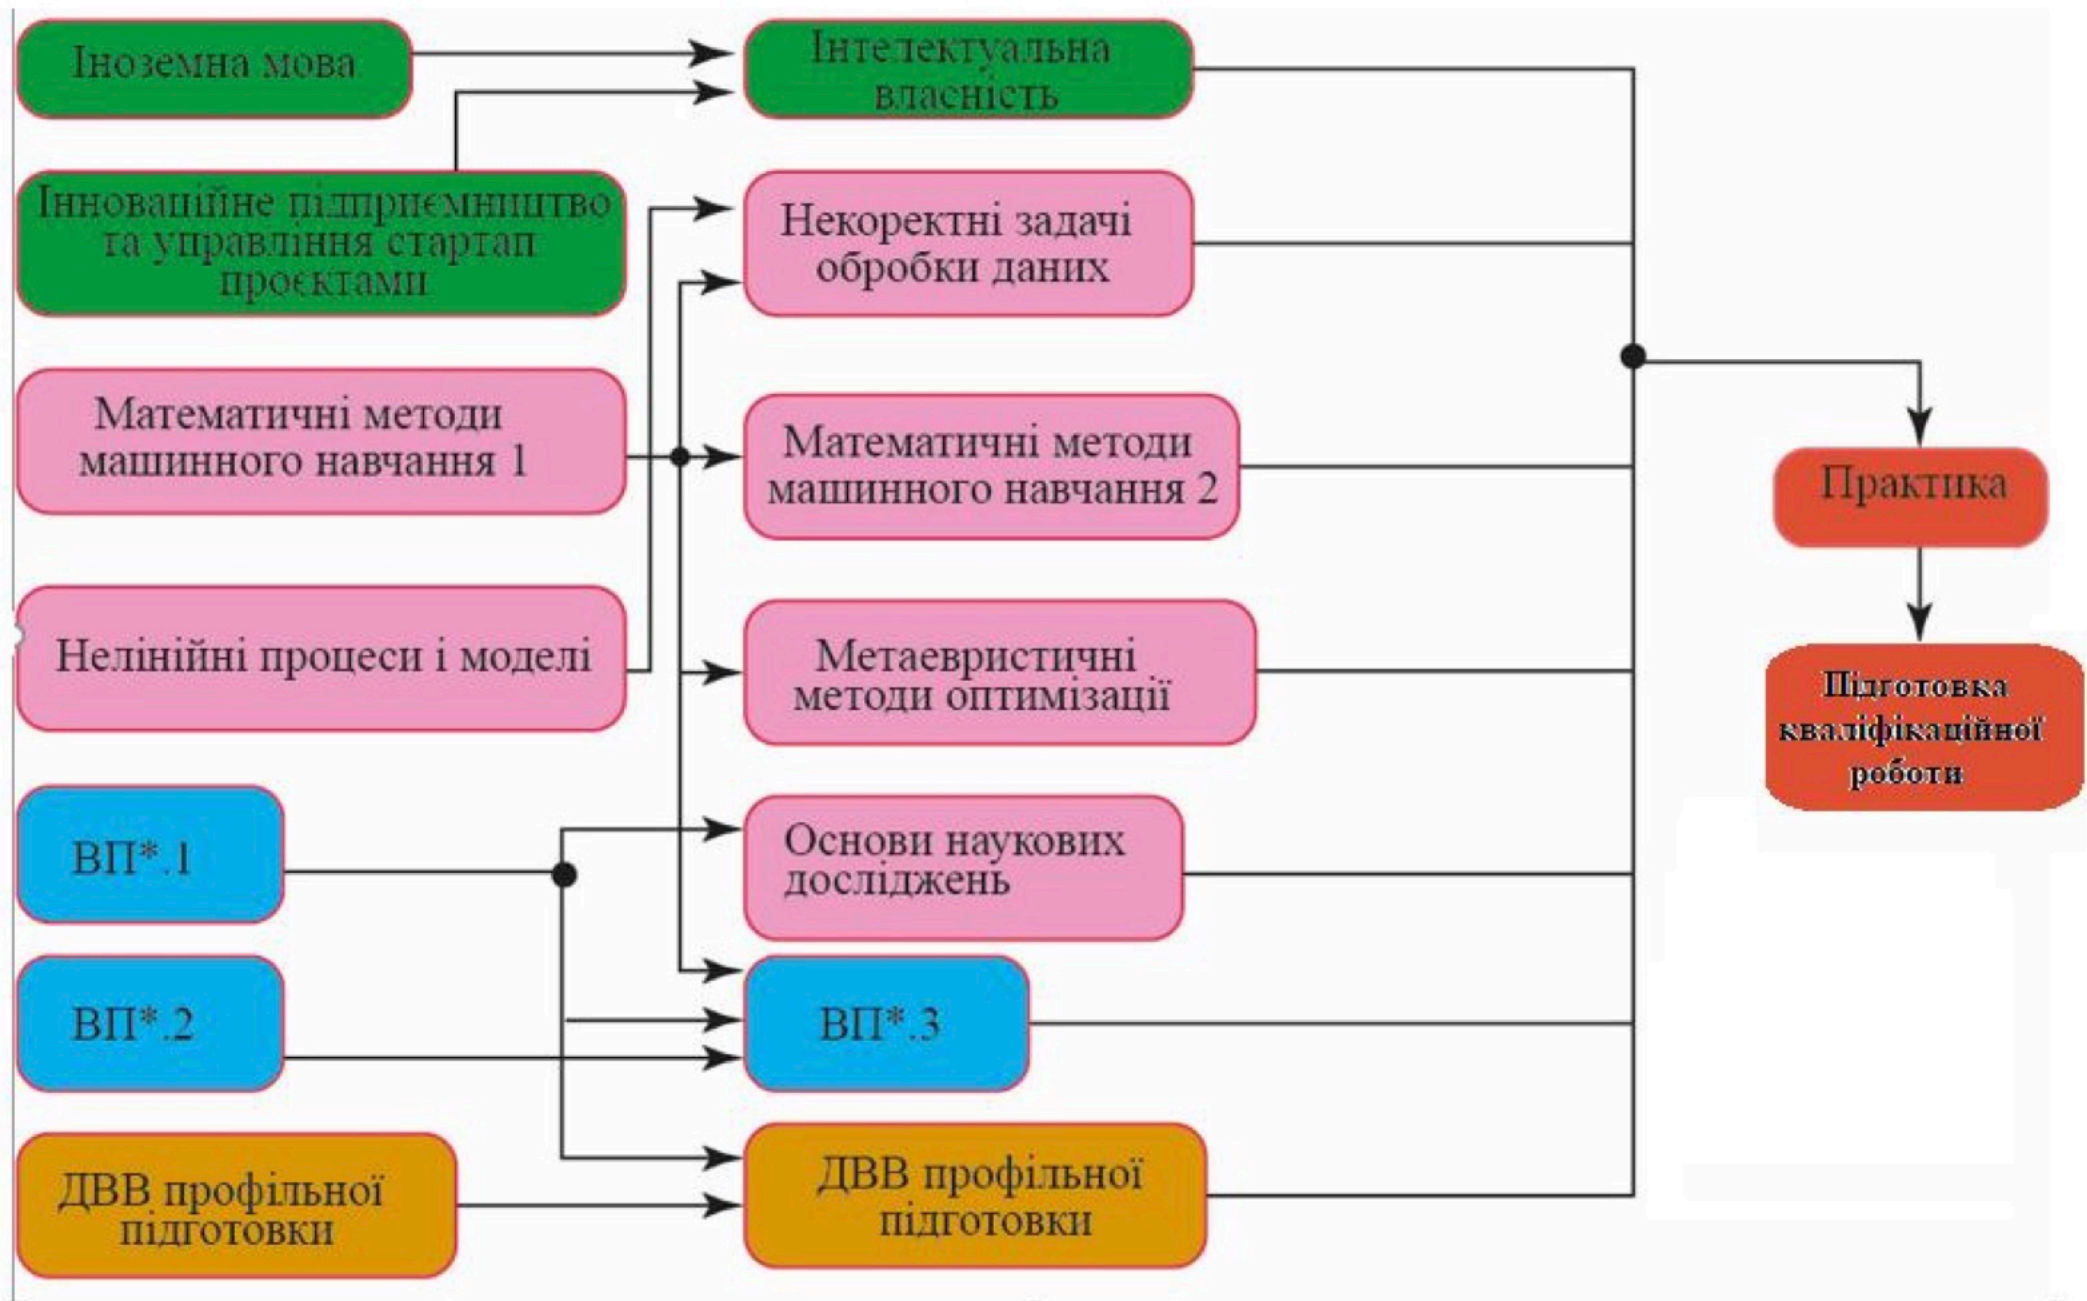 Іноземна мова
Інтелектуальна
власність
Інноваційне підприємництво
та управління стартап
проєктами
Некоректні задачі
обробки даних
Математичні методи
машинного навчання 1
Математичні методи
машинного навчання 2
Практика
Нелінійні процеси і моделі
Метаевристичні
методи оптимізації
Підготовка
кваліфікаційної
роботи
ВП*.1
Основи наукових
досліджень
ВП*.2
ВП*.3
ДВВ профільної
підготовки
ДВВ профільної
підготовки